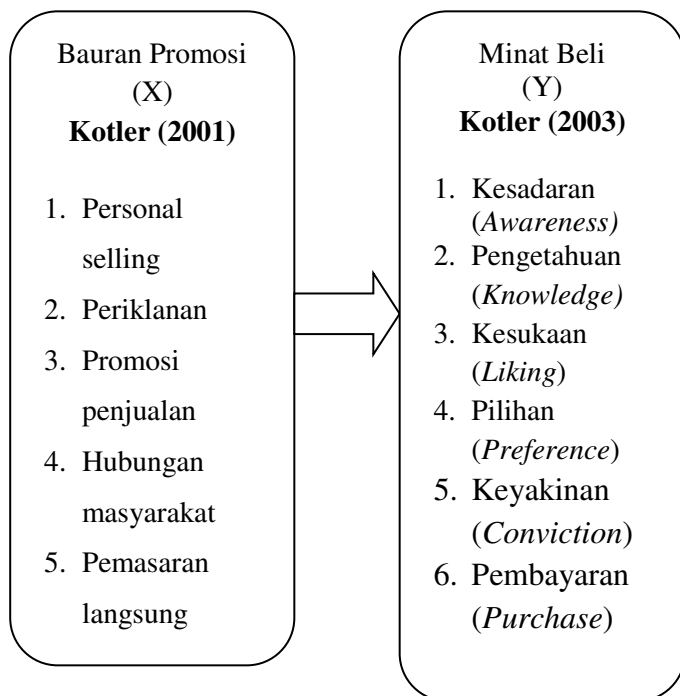 Bauran Promosi
(X)
Kotler (2001)
1. Personal
selling
2. Periklanan
3. Promosi
penjualan
4. Hubungan
masyarakat
5. Pemasaran
langsung
Minat Beli
(Y)
Kotler (2003)
1. Kesadaran
(Awareness)
2. Pengetahuan
(Knowledge)
3. Kesukaan
(Liking)
4. Pilihan
(Preference)
5. Keyakinan
(Conviction)
6. Pembayaran
(Purchase)